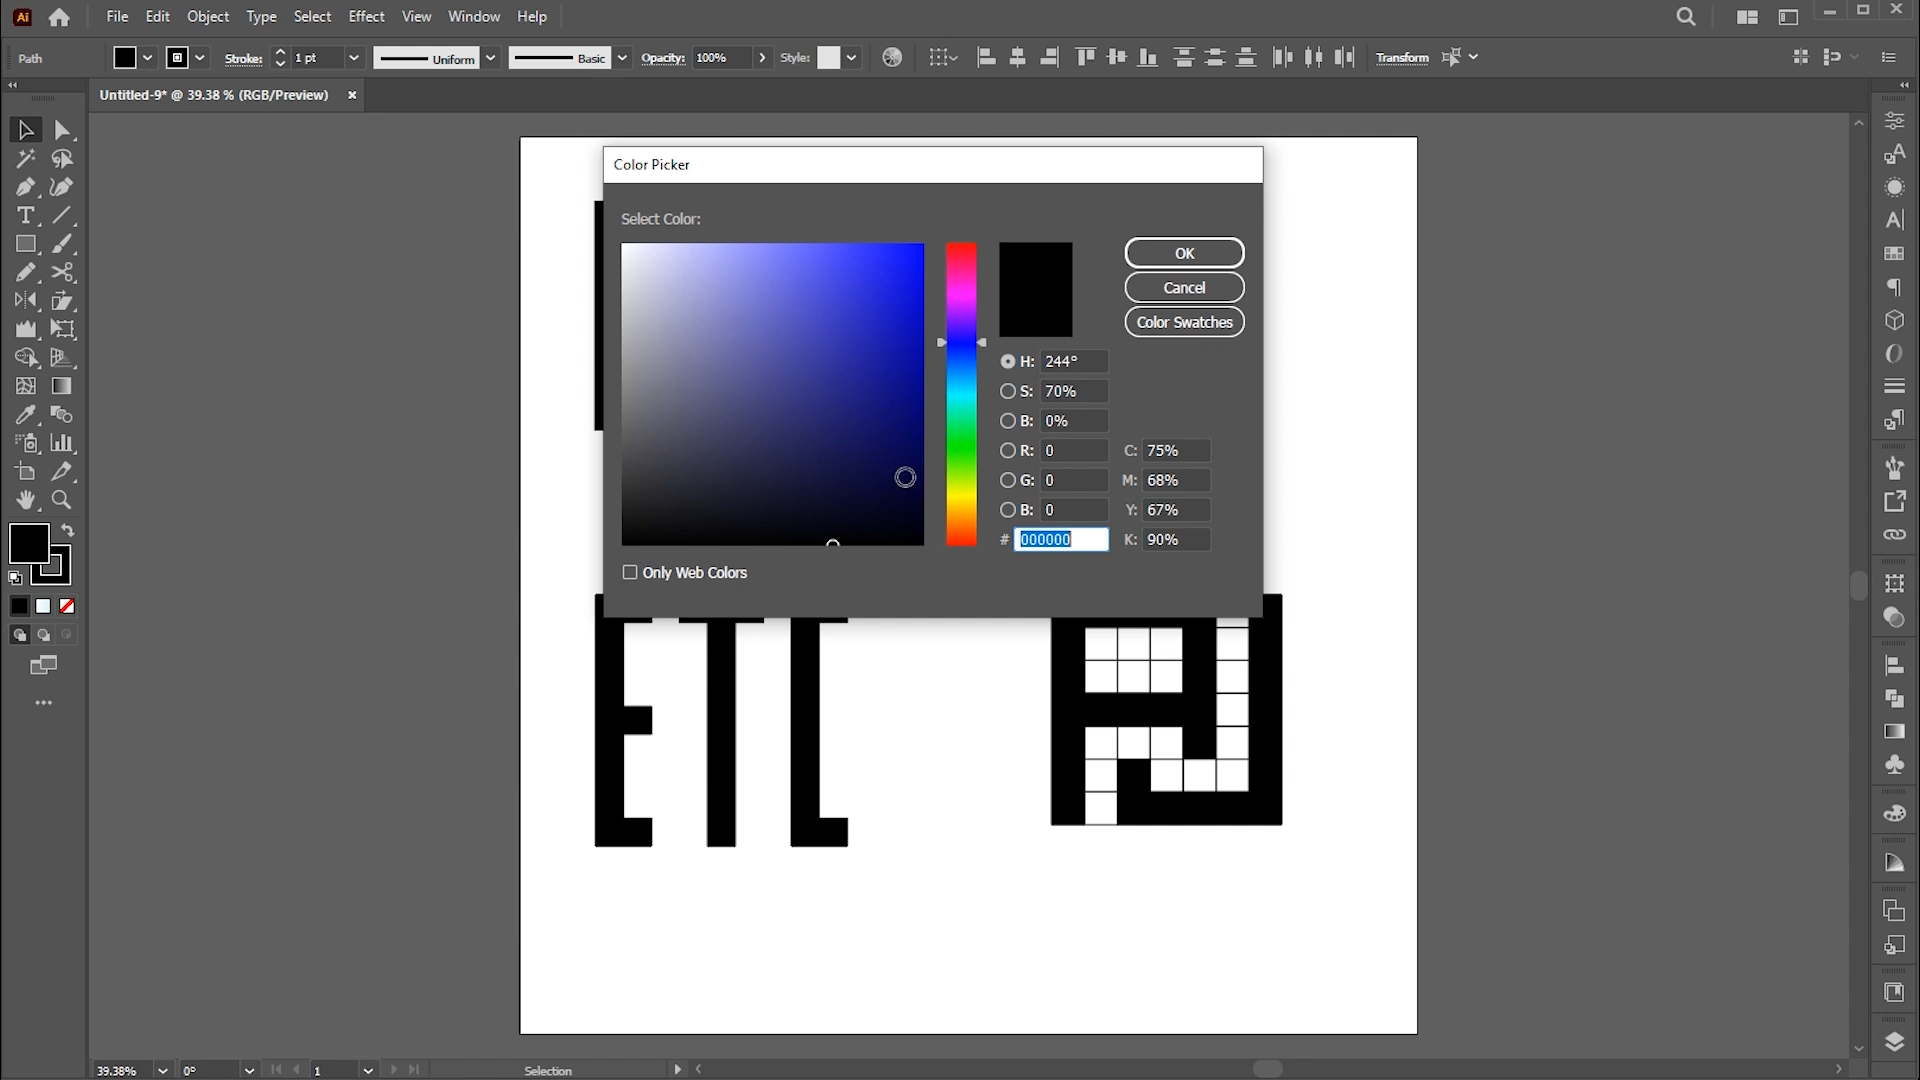 Ai File Edit Object Type Select Effect View Window Help
Path Stroke: 1 pt Uniform Basic Opacity: 100% Style: Transform
Untitled-9* @ 39.38 % (RGB/Preview)
Color Picker
Select Color:
OK
Cancel
Color Swatches
H: 244°
S: 70%
B: 0%
R: 0 C: 75%
G: 0 M: 68%
B: 0 Y: 67%
# 000000 K: 90%
Only Web Colors
39.38% 0° 1 Selection